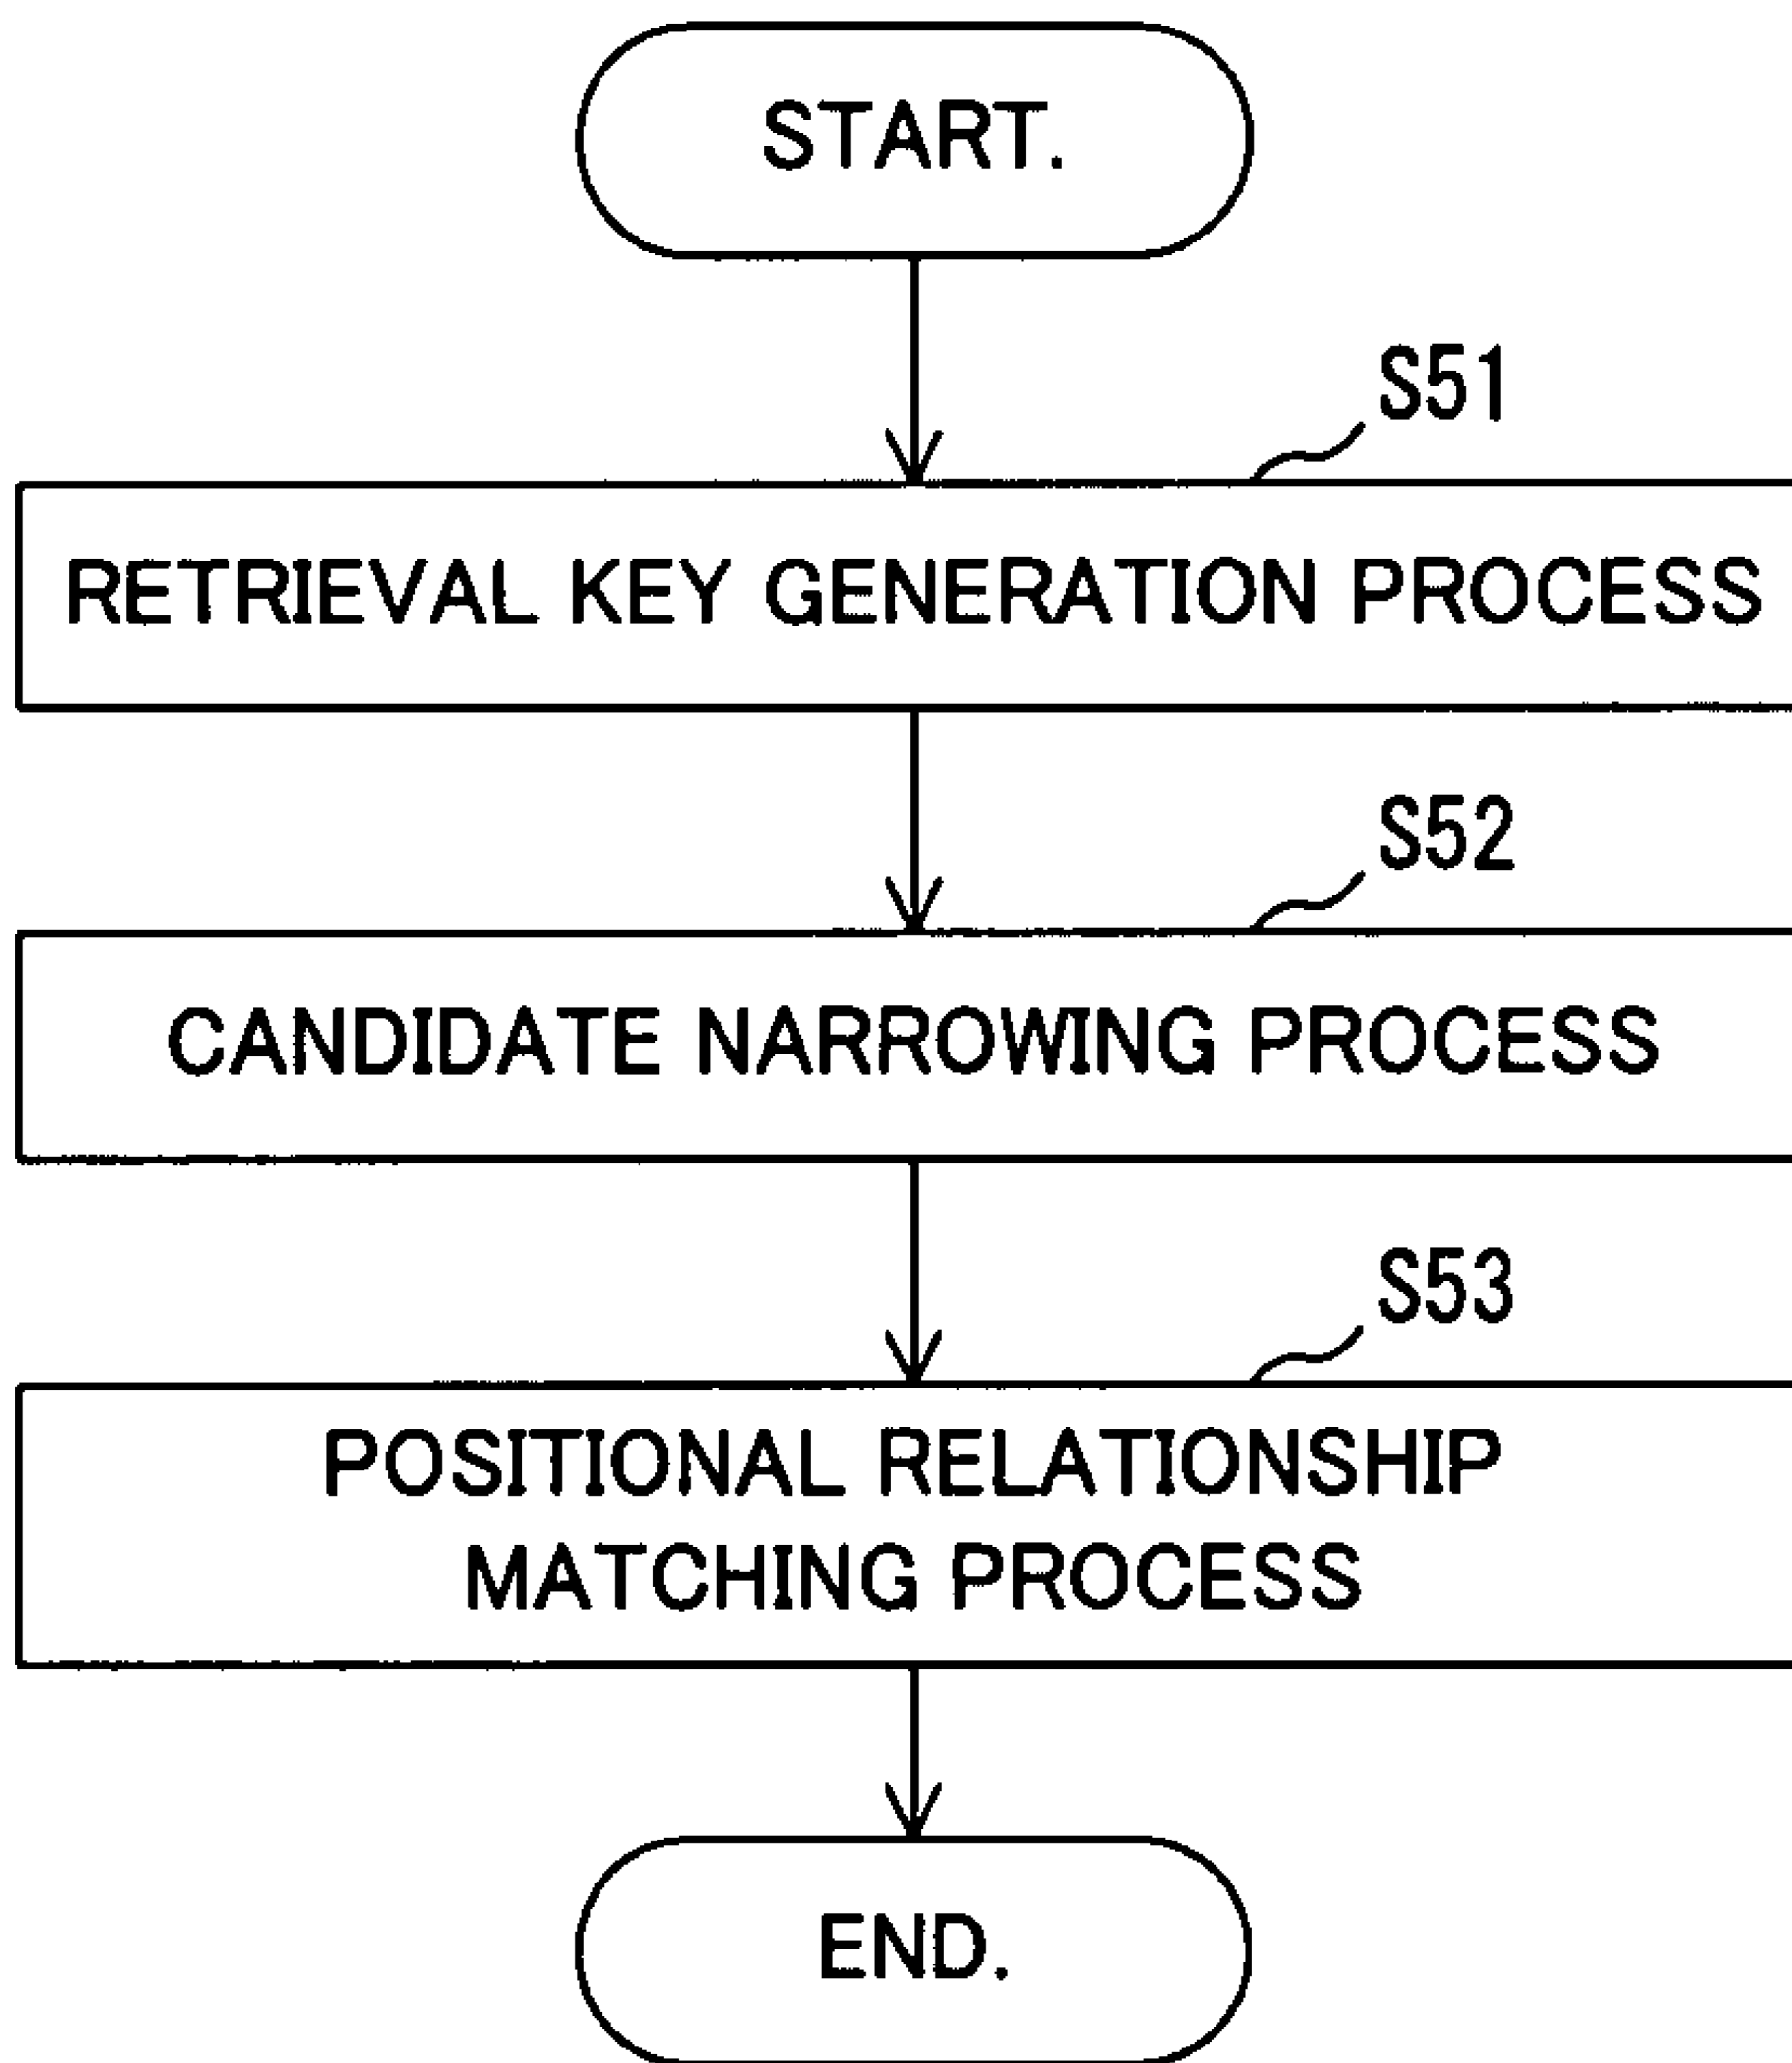 START.
S51
RETRIEVAL KEY GENERATION PROCESS
S52
CANDIDATE NARROWING PROCESS
S53
POSITIONAL RELATIONSHIP
MATCHING PROCESS
END.